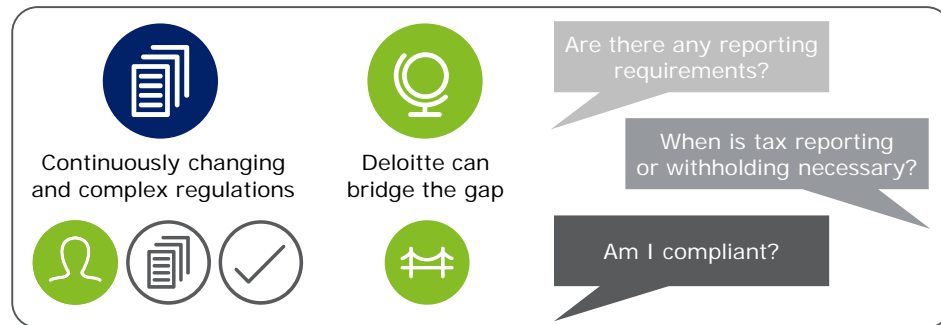 Continuously changing
and complex regulations
Deloitte can
bridge the gap
Are there any reporting
requirements?
When is tax reporting
or withholding necessary?
Am I compliant?